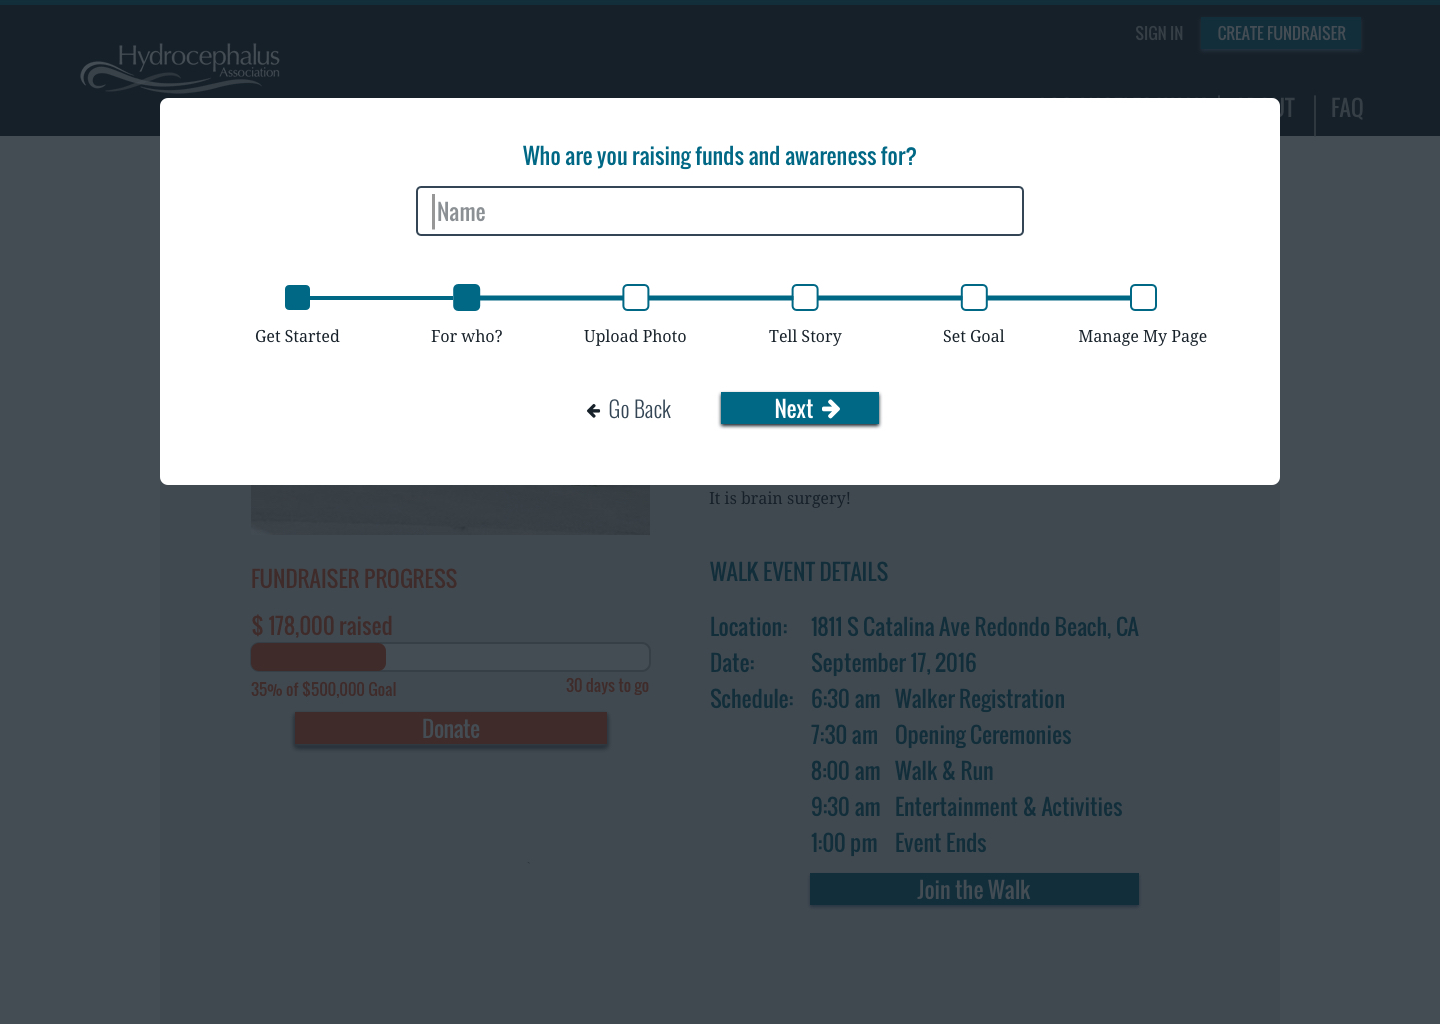 Hydrocephalus
Association
SIGN IN
CREATE FUNDRAISER
FAQ
Who are you raising funds and awareness for?
Name
Get Started
For who?
Upload Photo
Tell Story
Set Goal
Manage My Page
Go Back
Next
It is brain surgery!
FUNDRAISER PROGRESS
$ 178,000 raised
35% of $500,000 Goal
30 days to go
Donate
WALK EVENT DETAILS
Location: 1811 S Catalina Ave Redondo Beach, CA
Date: September 17, 2016
Schedule: 6:30 am Walker Registration
7:30 am Opening Ceremonies
8:00 am Walk & Run
9:30 am Entertainment & Activities
1:00 pm Event Ends
Join the Walk